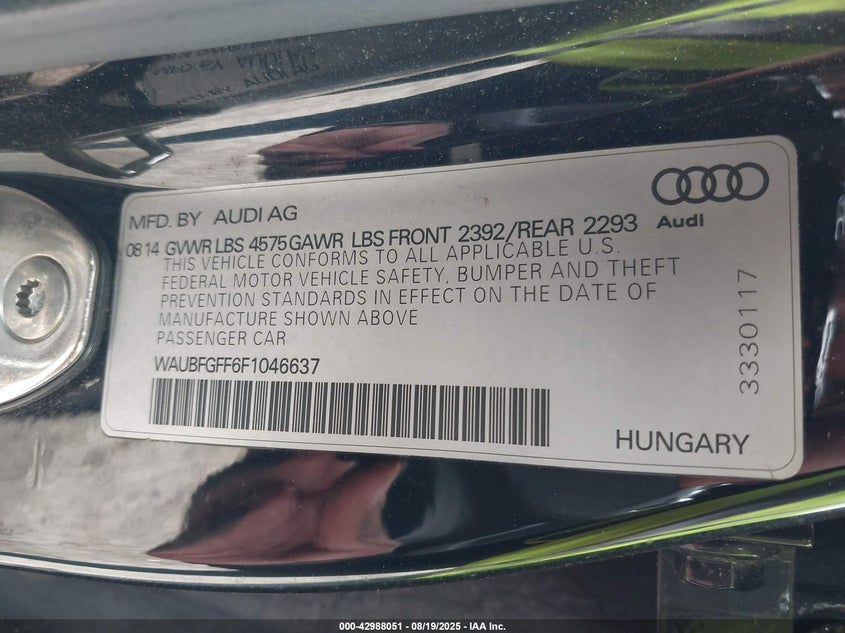 MFD. BY AUDI AG
Audi
08 14 GVWR LBS 4575 GAWR LBS FRONT 2392/REAR 2293
THIS VEHICLE CONFORMS TO ALL APPLICABLE U.S.
FEDERAL MOTOR VEHICLE SAFETY, BUMPER AND THEFT
PREVENTION STANDARDS IN EFFECT ON THE DATE OF
MANUFACTURE SHOWN ABOVE
PASSENGER CAR
WAUBFGFF6F1046637
3330117
HUNGARY
000-42988051 - 08/19/2025 - IAA Inc.